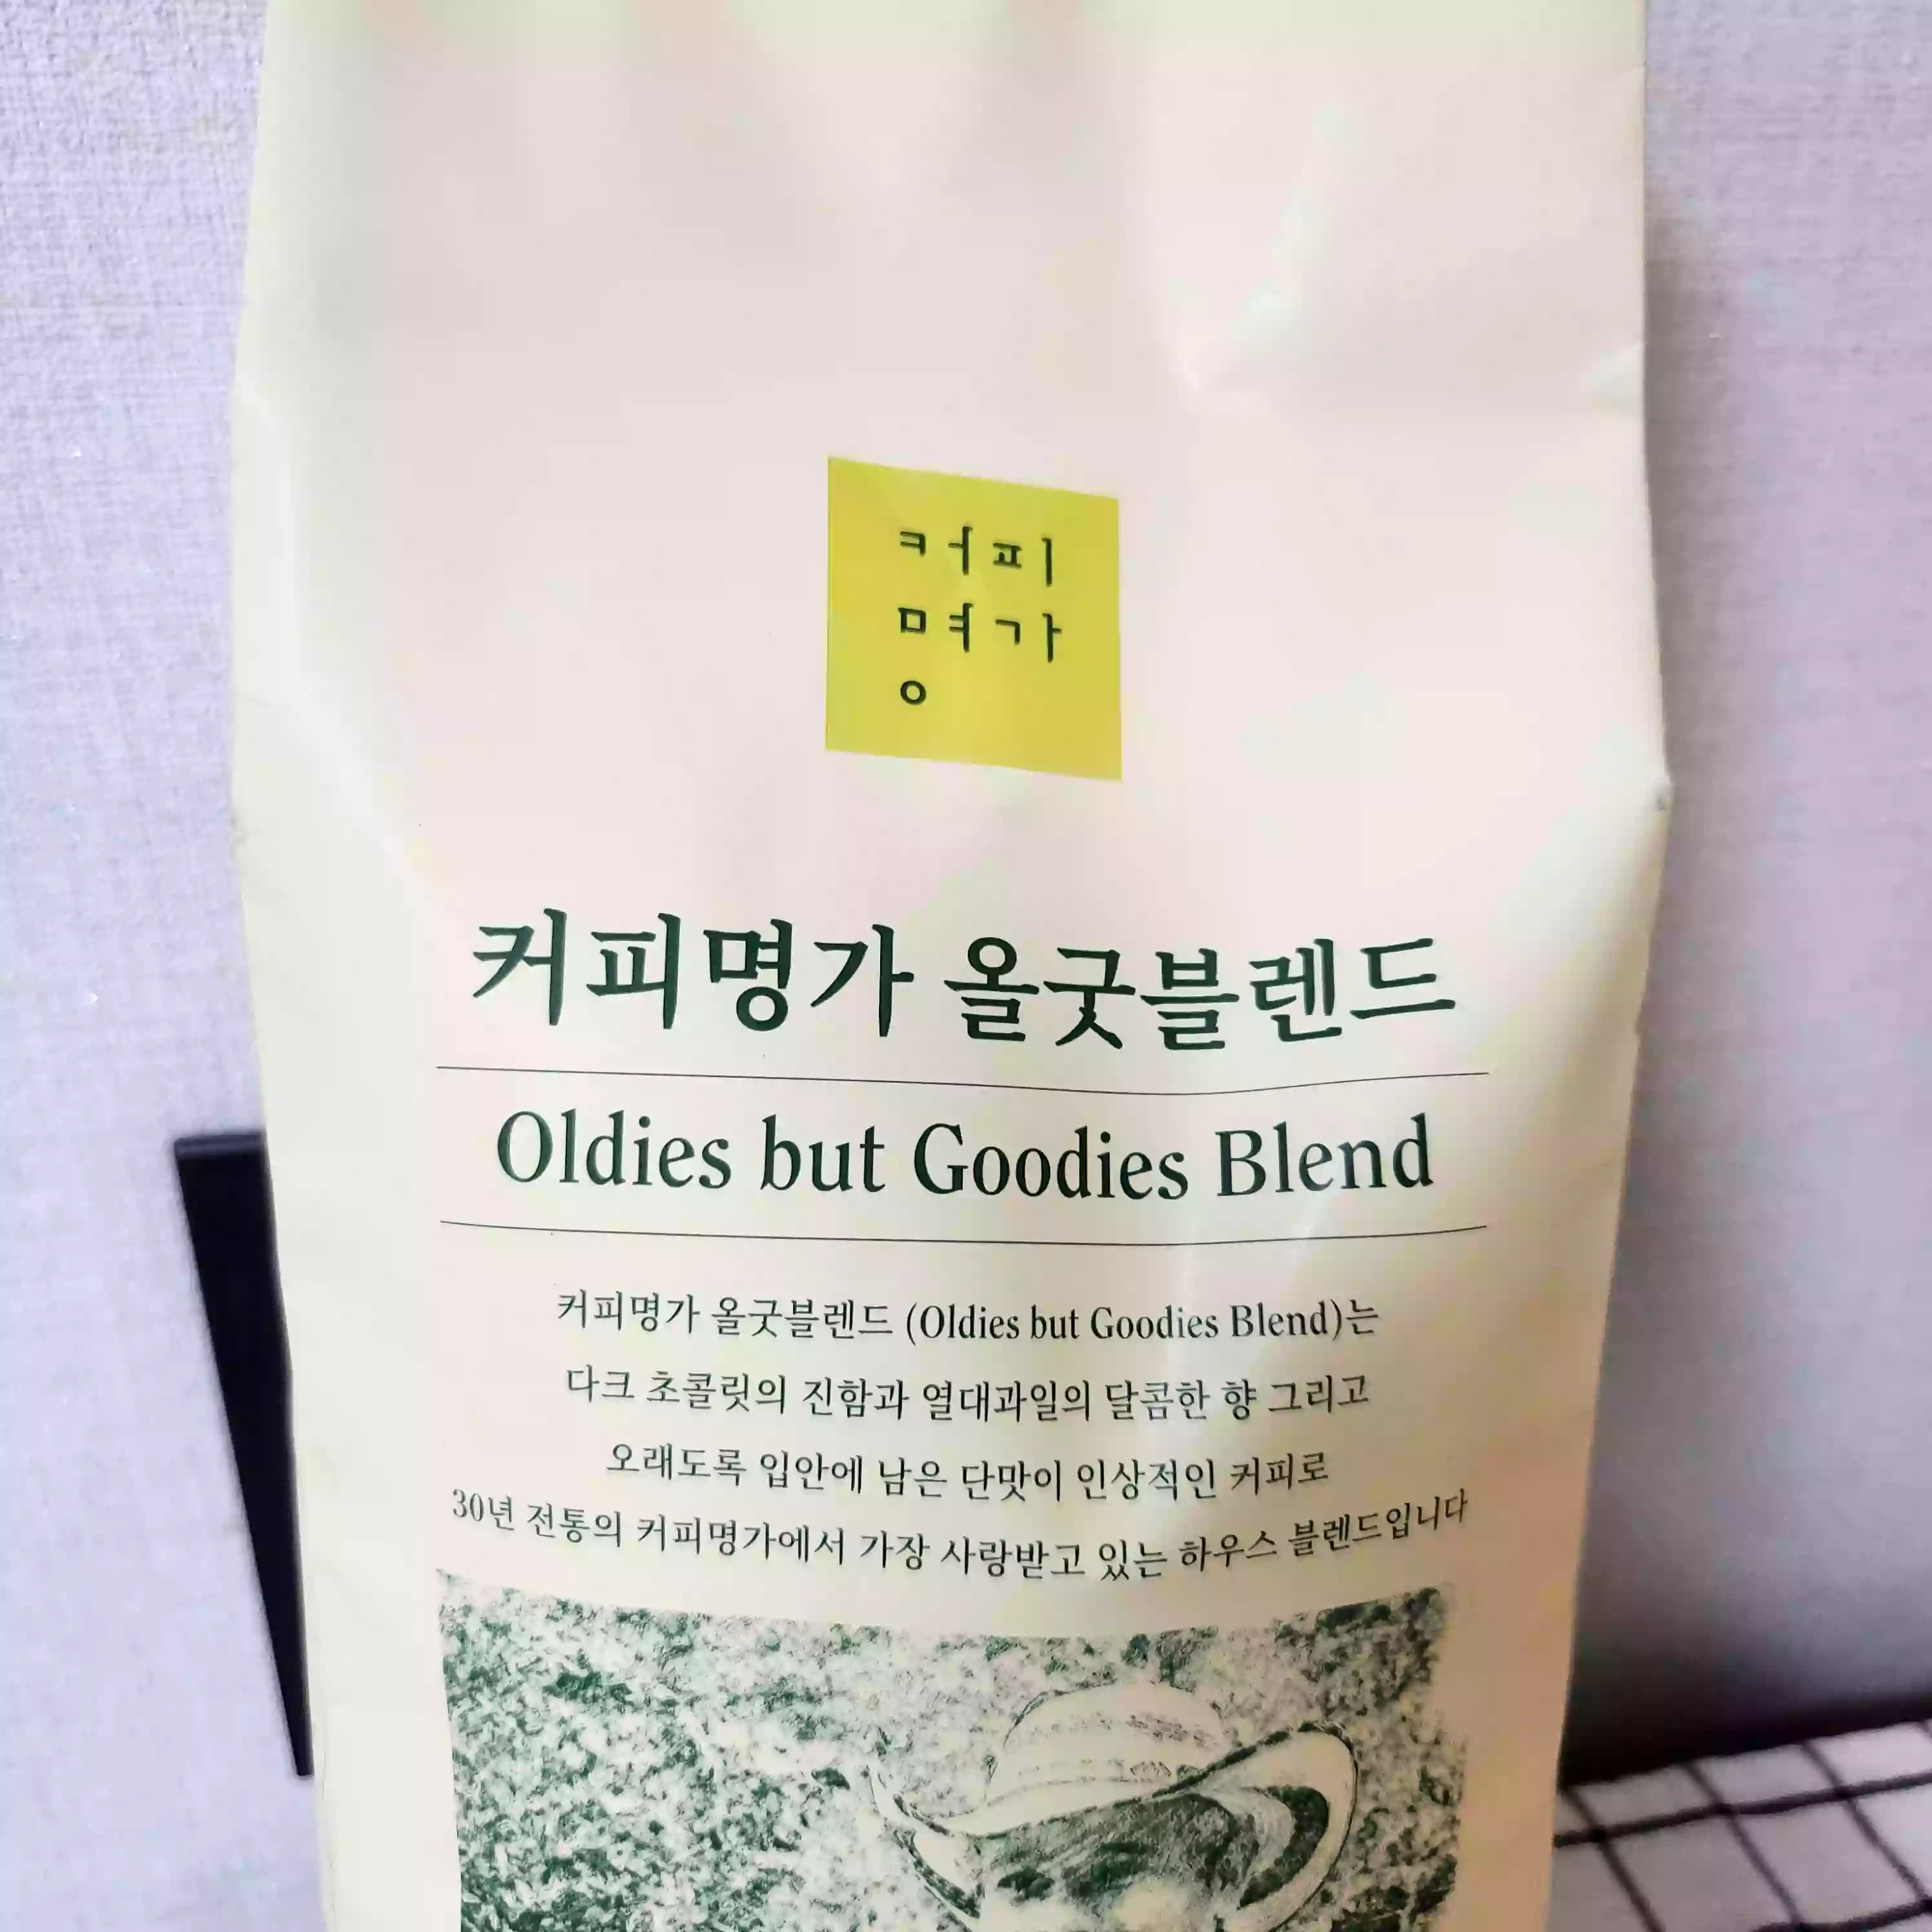 커피
명가
커피명가 올굿블렌드
Oldies but Goodies Blend
커피명가 올굿블렌드 (Oldies but Goodies Blend)는
다크 초콜릿의 진함과 열대과일의 달콤한 향 그리고
오래도록 입안에 남은 단맛이 인상적인 커피로
30년 전통의 커피명가에서 가장 사랑받고 있는 하우스 블렌드입니다